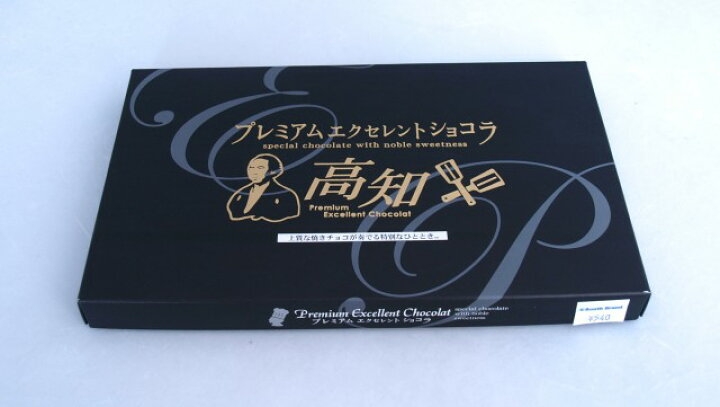 プレミアム エクセレント ショコラ
special chocolate with noble sweetness
高知
Premium
Excellent Chocolat
上質な焼きチョコが奏でる特別なひととき…
Premium Excellent Chocolat
プレミアム エクセレント ショコラ
special chocolate
with noble
sweetness
¥540
E
P